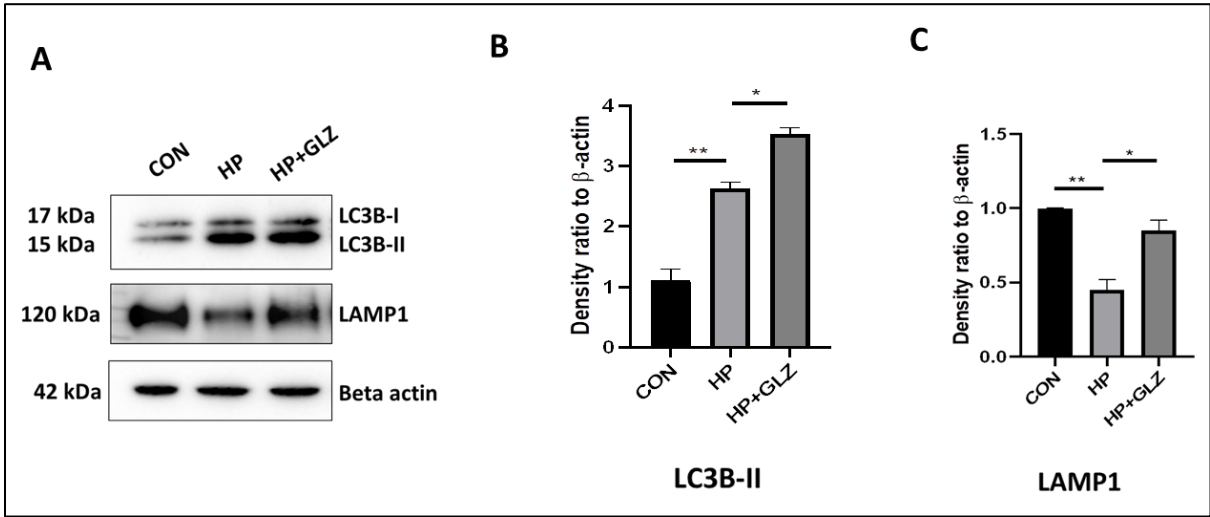 A
CON HP HP+GLZ
17 kDa LC3B-I
15 kDa LC3B-II
120 kDa LAMP1
42 kDa Beta actin
B
Density ratio to β-actin
4
3
2
1
0
**
*
CON HP HP+GLZ
LC3B-II
C
Density ratio to β-actin
1.5
1.0
0.5
0.0
**
*
CON HP HP+GLZ
LAMP1